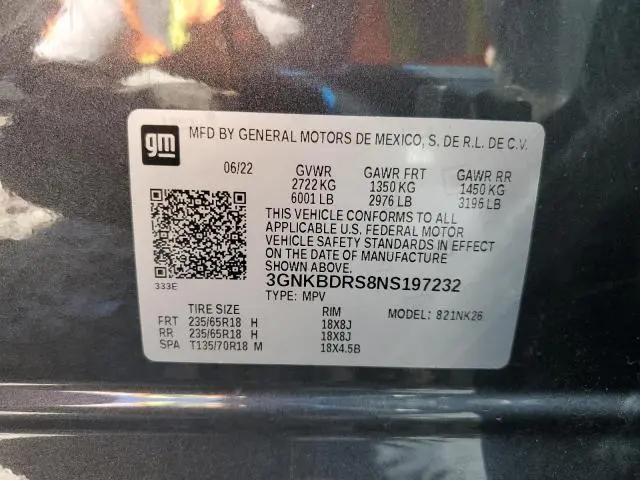 gm
MFD BY GENERAL MOTORS DE MEXICO, S. DE R.L. DE C.V.
06/22 GVWR GAWR FRT GAWR RR
2722 KG 1350 KG 1450 KG
6001 LB 2976 LB 3196 LB
THIS VEHICLE CONFORMS TO ALL
APPLICABLE U.S. FEDERAL MOTOR
VEHICLE SAFETY STANDARDS IN EFFECT
ON THE DATE OF MANUFACTURE
SHOWN ABOVE.
333E
3GNKBDRS8NS197232
TYPE: MPV
TIRE SIZE RIM MODEL: 821NK26
FRT 235/65R18 H 18X8J
RR 235/65R18 H 18X8J
SPA T135/70R18 M 18X4.5B